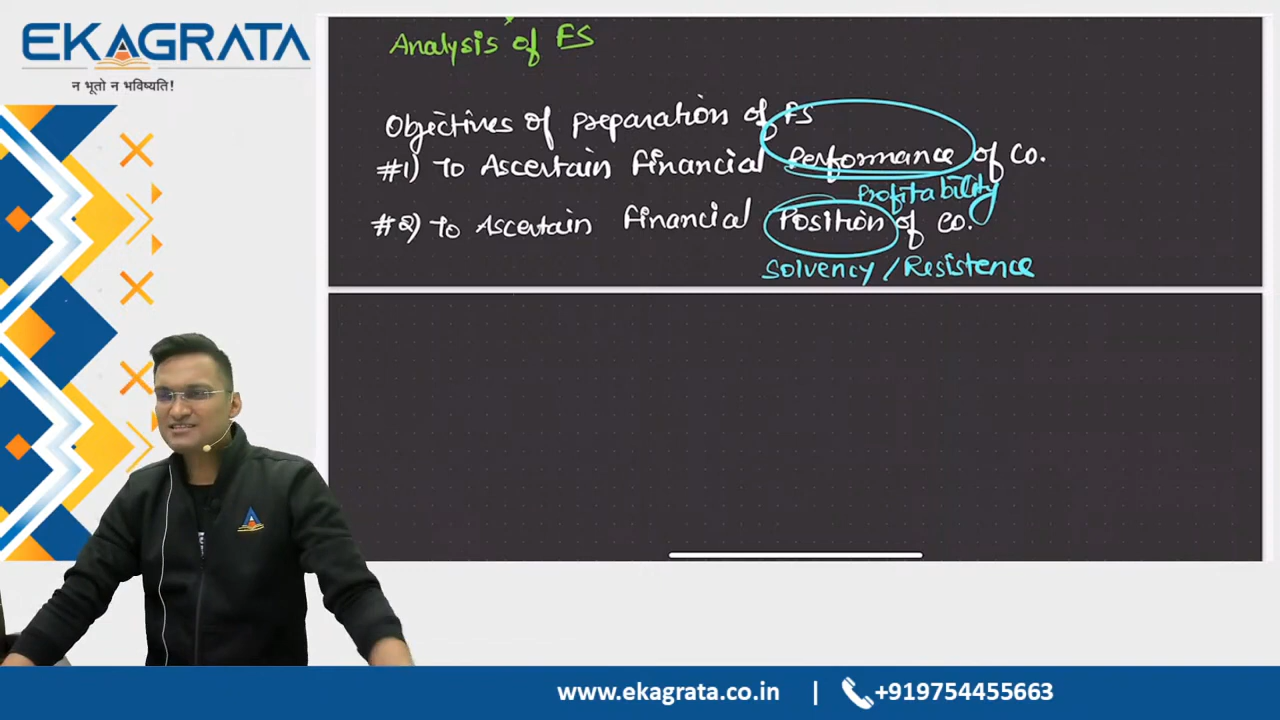 EKAGRATA
न भूतो न भविष्यति!
Analysis of FS
Objectives of preparation of FS
#1) To Ascertain Financial Performance of Co.
Profitability
#2) To Ascertain Financial Position of Co.
Solvency / Resistence
www.ekagrata.co.in | +919754455663